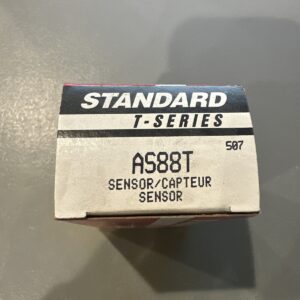 STANDARD
T-SERIES
507
AS88T
SENSOR/CAPTEUR
SENSOR